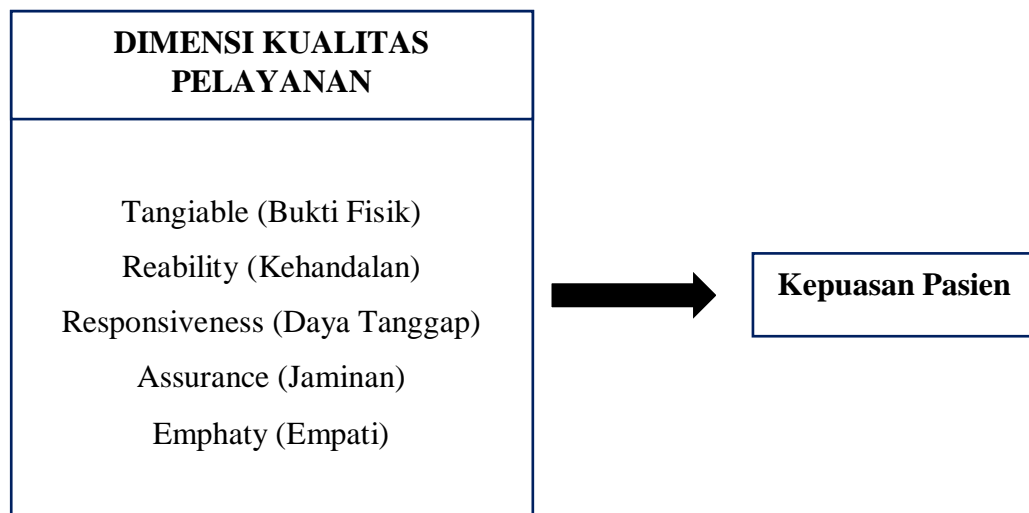 DIMENSI KUALITAS
PELAYANAN
Tangiable (Bukti Fisik)
Reability (Kehandalan)
Responsiveness (Daya Tanggap)
Assurance (Jaminan)
Emphaty (Empati)
Kepuasan Pasien